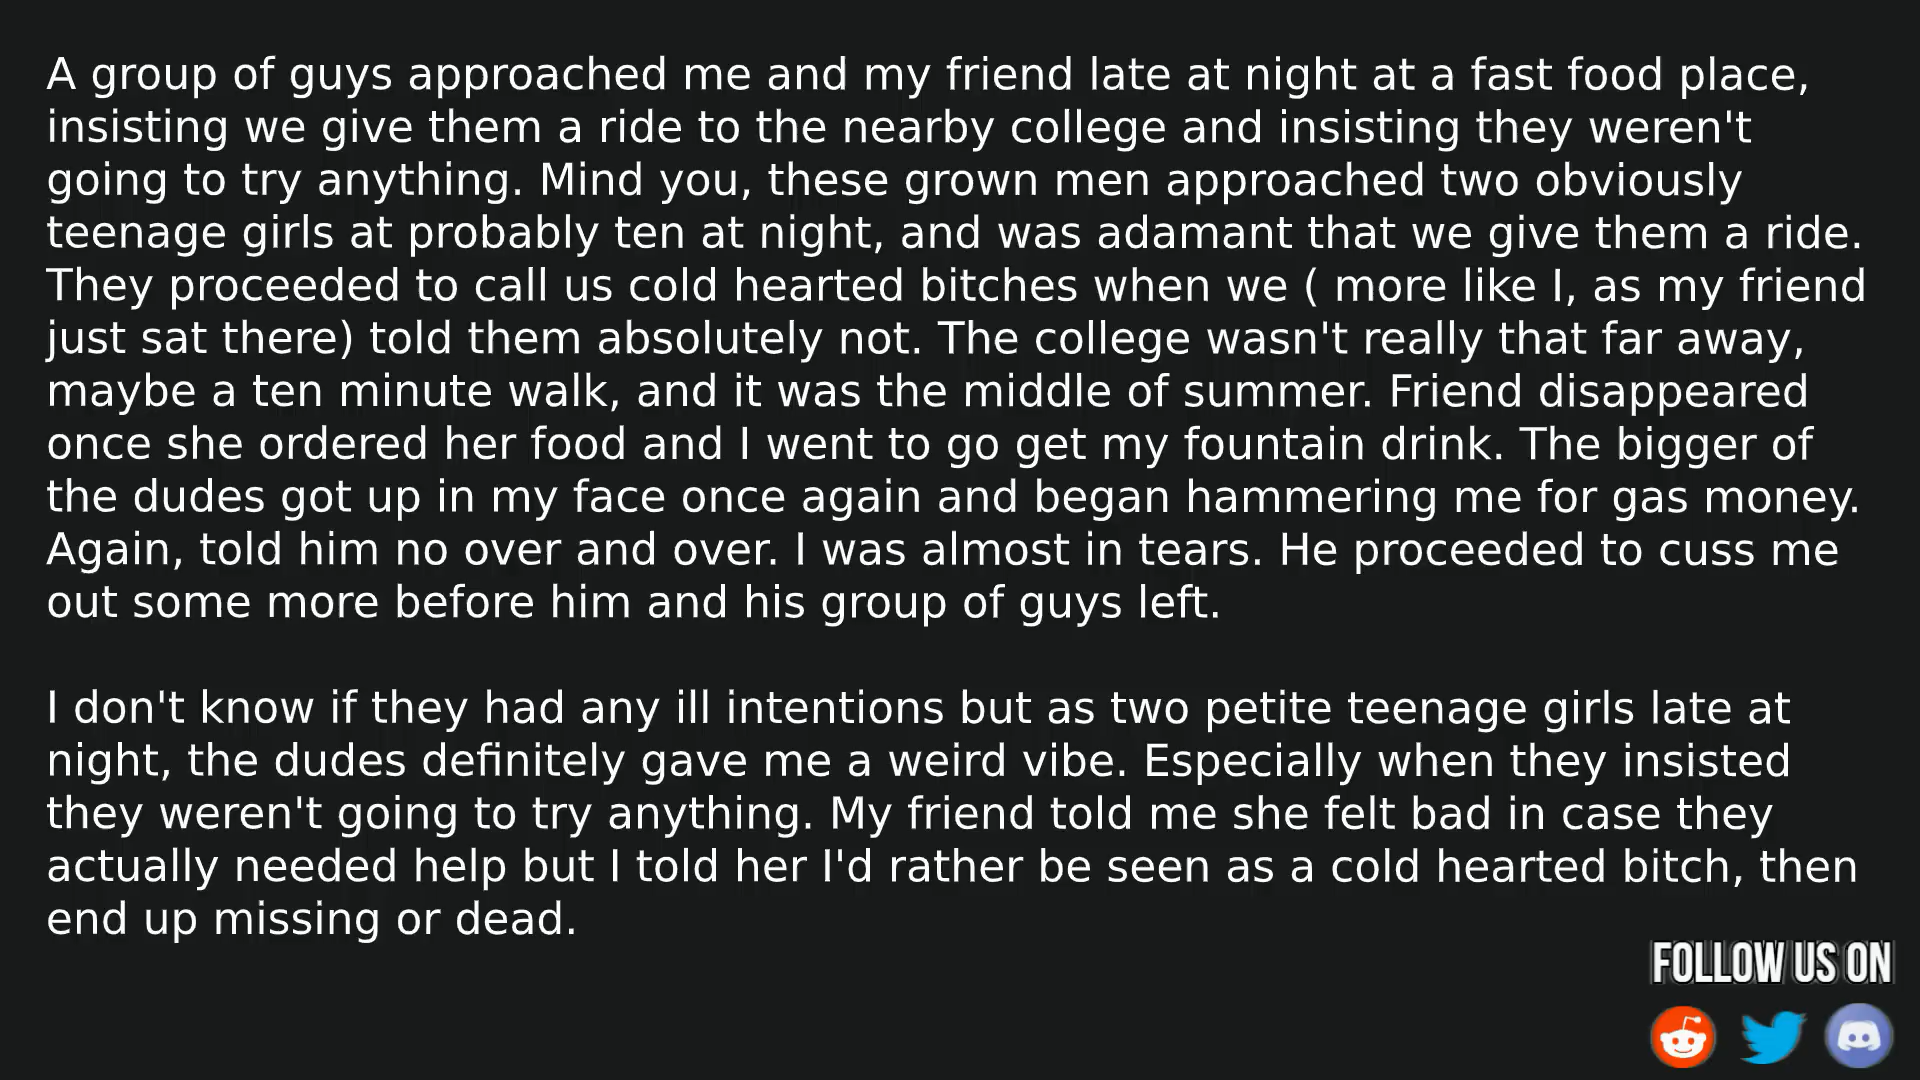 A group of guys approached me and my friend late at night at a fast food place,
insisting we give them a ride to the nearby college and insisting they weren't
going to try anything. Mind you, these grown men approached two obviously
teenage girls at probably ten at night, and was adamant that we give them a ride.
They proceeded to call us cold hearted bitches when we ( more like I, as my friend
just sat there) told them absolutely not. The college wasn't really that far away,
maybe a ten minute walk, and it was the middle of summer. Friend disappeared
once she ordered her food and I went to go get my fountain drink. The bigger of
the dudes got up in my face once again and began hammering me for gas money.
Again, told him no over and over. I was almost in tears. He proceeded to cuss me
out some more before him and his group of guys left.

I don't know if they had any ill intentions but as two petite teenage girls late at
night, the dudes definitely gave me a weird vibe. Especially when they insisted
they weren't going to try anything. My friend told me she felt bad in case they
actually needed help but I told her I'd rather be seen as a cold hearted bitch, then
end up missing or dead.
FOLLOW US ON